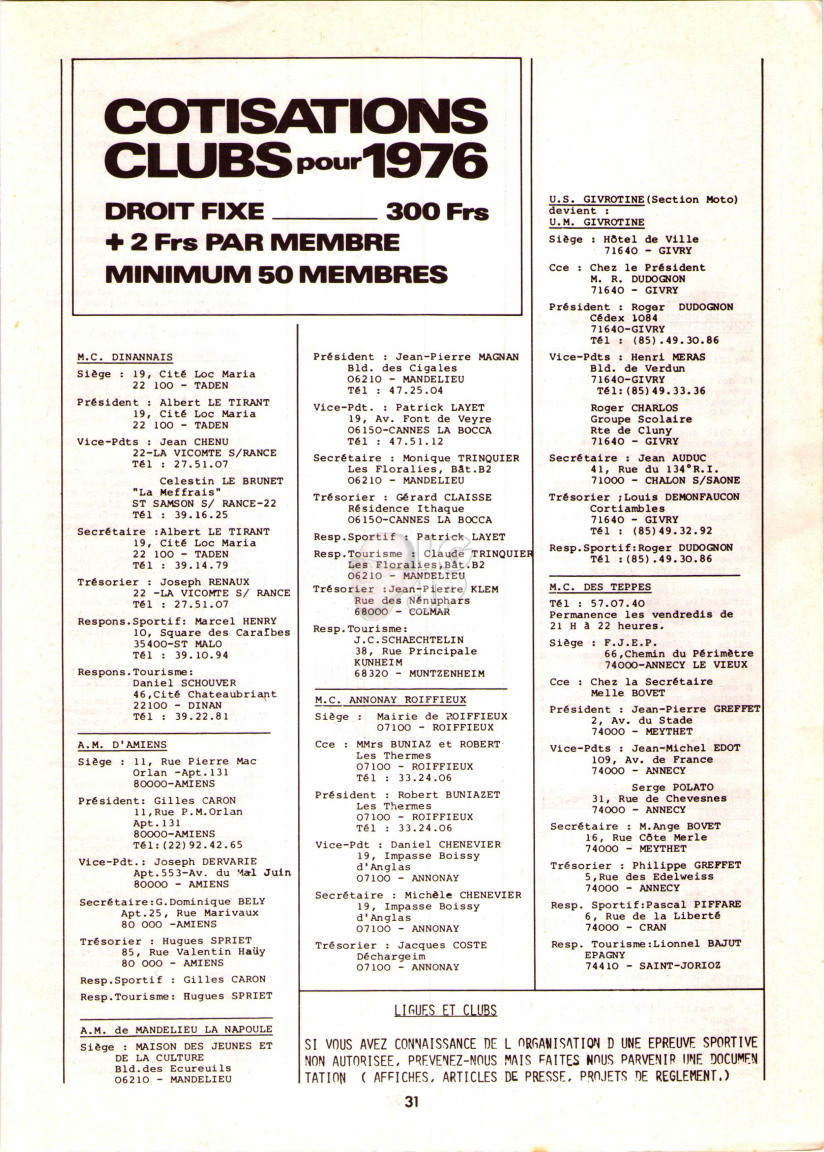 COTISATIONS
CLUBS pour 1976
DROIT FIXE ________ 300 Frs
+ 2 Frs PAR MEMBRE
MINIMUM 50 MEMBRES
M.C. DINANNAIS
Siège : 19, Cité Loc Maria
22 100 - TADEN
Président : Albert LE TIRANT
19, Cité Loc Maria
22 100 - TADEN
Vice-Pdts : Jean CHENU
22-LA VICOMTE S/RANCE
Tél : 27.51.07
Celestin LE BRUNET
"La Meffrais"
ST SAMSON S/ RANCE-22
Tél : 39.16.25
Secrétaire :Albert LE TIRANT
19, Cité Loc Maria
22 100 - TADEN
Tél : 39.14.79
Trésorier : Joseph RENAUX
22 -LA VICOMTE S/ RANCE
Tél : 27.51.07
Respons.Sportif: Marcel HENRY
10, Square des Caraïbes
35400-ST MALO
Tél : 39.10.94
Respons.Tourisme:
Daniel SCHOUVER
46,Cité Chateaubriant
22100 - DINAN
Tél : 39.22.81
A.M. D'AMIENS
Siège : 11, Rue Pierre Mac
Orlan -Apt.131
80000-AMIENS
Président: Gilles CARON
11,Rue P.M.Orlan
Apt.131
80000-AMIENS
Tél:(22)92.42.65
Vice-Pdt.: Joseph DERVARIE
Apt.553-Av. du Mal Juin
80000 - AMIENS
Secrétaire:G.Dominique BELY
Apt.25, Rue Marivaux
80 000 -AMIENS
Trésorier : Hugues SPRIET
85, Rue Valentin Haüy
80 000 - AMIENS
Resp.Sportif : Gilles CARON
Resp.Tourisme: Hugues SPRIET
A.M. de MANDELIEU LA NAPOULE
Siège : MAISON DES JEUNES ET
DE LA CULTURE
Bld.des Ecureuils
06210 - MANDELIEU
Président : Jean-Pierre MAGNAN
Bld. des Cigales
06210 - MANDELIEU
Tél : 47.25.04
Vice-Pdt. : Patrick LAYET
19, Av. Font de Veyre
06150-CANNES LA BOCCA
Tél : 47.51.12
Secrétaire : Monique TRINQUIER
Les Floralies, Bât.B2
06210 - MANDELIEU
Trésorier : Gérard CLAISSE
Résidence Ithaque
06150-CANNES LA BOCCA
Resp.Sportif : Patrick LAYET
Resp.Tourisme : Claude TRINQUIER
Les Floralies,Bât.B2
06210 - MANDELIEU
Trésorier :Jean-Pierre KLEM
Rue des Nénuphars
68000 - COLMAR
Resp.Tourisme:
J.C.SCHAECHTELIN
38, Rue Principale
KUNHEIM
68320 - MUNTZENHEIM
M.C. ANNONAY ROIFFIEUX
Siège : Mairie de ROIFFIEUX
07100 - ROIFFIEUX
Cce : MMrs BUNIAZ et ROBERT
Les Thermes
07100 - ROIFFIEUX
Tél : 33.24.06
Président : Robert BUNIAZET
Les Thermes
07100 - ROIFFIEUX
Tél : 33.24.06
Vice-Pdt : Daniel CHENEVIER
19, Impasse Boissy
d'Anglas
07100 - ANNONAY
Secrétaire : Michèle CHENEVIER
19, Impasse Boissy
d'Anglas
07100 - ANNONAY
Trésorier : Jacques COSTE
Déchargeim
07100 - ANNONAY
U.S. GIVROTINE(Section Moto)
devient :
U.M. GIVROTINE
Siège : Hôtel de Ville
71640 - GIVRY
Cce : Chez le Président
M. R. DUDOGNON
71640 - GIVRY
Président : Roger DUDOGNON
Cédex 1084
71640-GIVRY
Tél : (85).49.30.86
Vice-Pdts : Henri MERAS
Bld. de Verdun
71640-GIVRY
Tél:(85)49.33.36
Roger CHARLOS
Groupe Scolaire
Rte de Cluny
71640 - GIVRY
Secrétaire : Jean AUDUC
41, Rue du 134°R.I.
71000 - CHALON S/SAONE
Trésorier ;Louis DEMONFAUCON
Cortiambles
71640 - GIVRY
Tél : (85)49.32.92
Resp.Sportif:Roger DUDOGNON
Tél :(85).49.30.86
M.C. DES TEPPES
Tél : 57.07.40
Permanence les vendredis de
21 H à 22 heures.
Siège : F.J.E.P.
66,Chemin du Périmètre
74000-ANNECY LE VIEUX
Cce : Chez la Secrétaire
Melle BOVET
Président : Jean-Pierre GREFFET
2, Av. du Stade
74000 - MEYTHET
Vice-Pdts : Jean-Michel EDOT
109, Av. de France
74000 - ANNECY
Serge POLATO
31, Rue de Chevesnes
74000 - ANNECY
Secrétaire : M.Ange BOVET
16, Rue Côte Merle
74000 - MEYTHET
Trésorier : Philippe GREFFET
5,Rue des Edelweiss
74000 - ANNECY
Resp. Sportif:Pascal PIFFARE
6, Rue de la Liberté
74000 - CRAN
Resp. Tourisme:Lionnel BAJUT
EPAGNY
74410 - SAINT-JORIOZ
LIGUES ET CLUBS
SI VOUS AVEZ CONNAISSANCE DE L ORGANISATION D UNE EPREUVE SPORTIVE
NON AUTORISEE, PREVENEZ-NOUS MAIS FAITES NOUS PARVENIR UNE DOCUMEN
TATION ( AFFICHES, ARTICLES DE PRESSE, PROJETS DE REGLEMENT.)
31